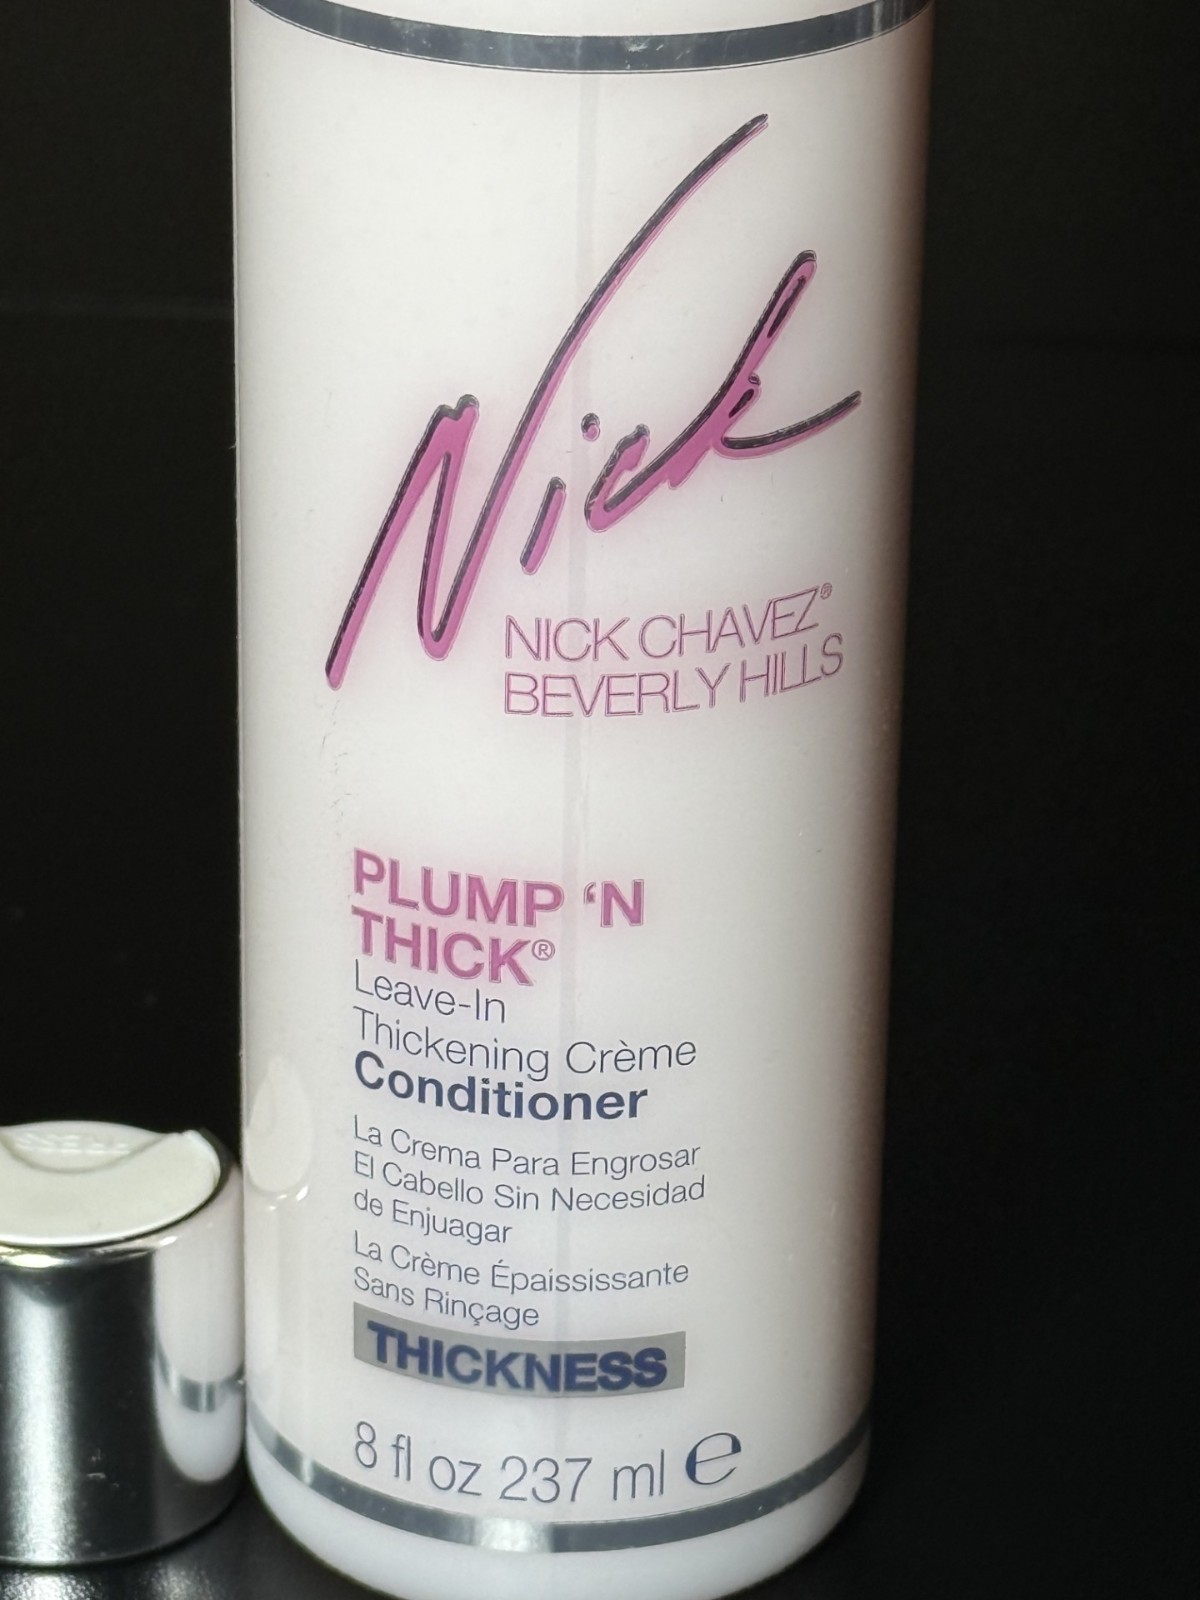 Nick
NICK CHAVEZ®
BEVERLY HILLS
PLUMP ‘N
THICK®
Leave-In
Thickening Crème
Conditioner
La Crema Para Engrosar
El Cabello Sin Necesidad
de Enjuagar
La Crème Épaississante
Sans Rinçage
THICKNESS
8 fl oz 237 ml ℮